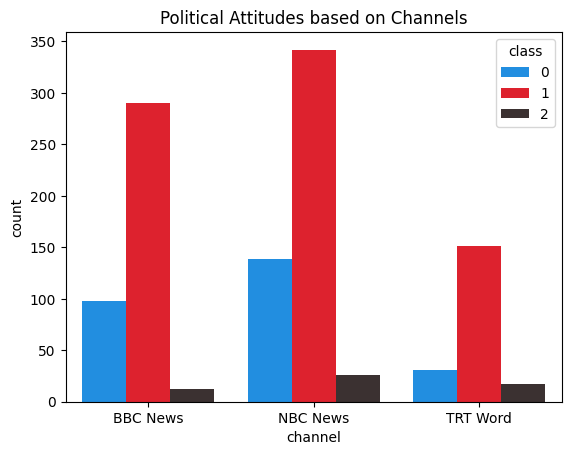 Political Attitudes based on Channels
class
0
1
2
350
300
250
200
150
100
50
0
count
BBC News
NBC News
TRT Word
channel